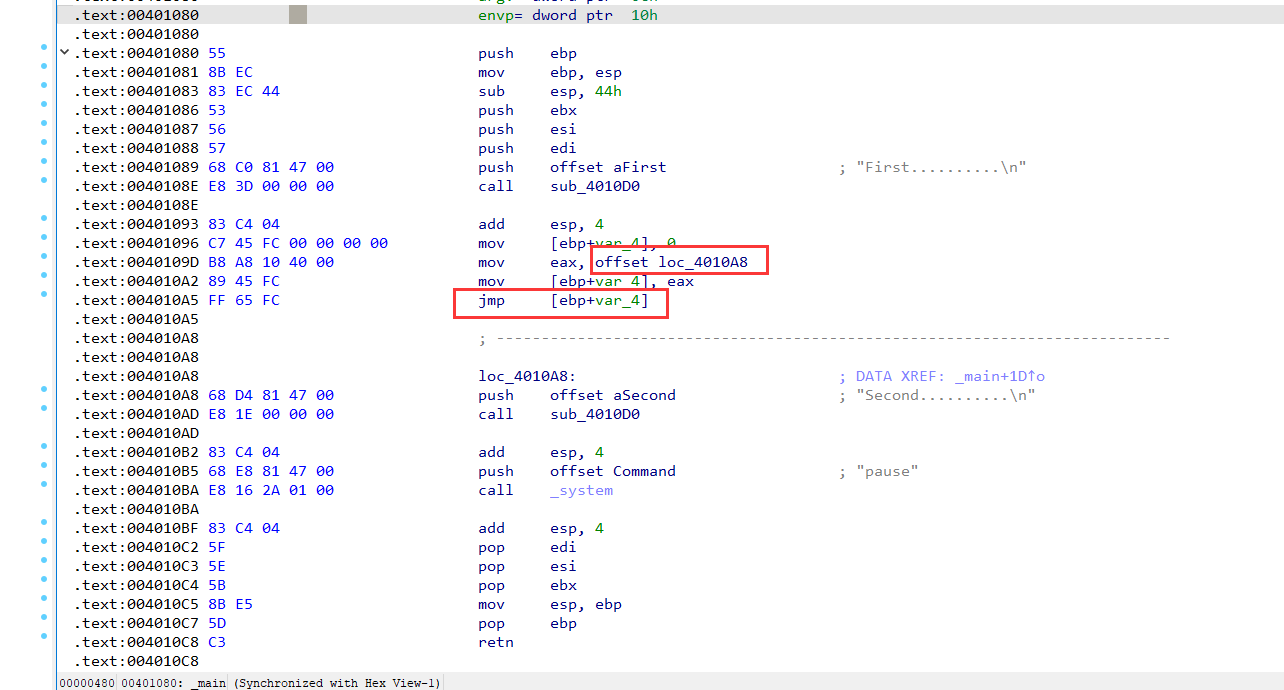 envp= dword ptr  10h
.text:00401080
.text:00401080
.text:00401080 55 push ebp
.text:00401081 8B EC mov ebp, esp
.text:00401083 83 EC 44 sub esp, 44h
.text:00401086 53 push ebx
.text:00401087 56 push esi
.text:00401088 57 push edi
.text:00401089 68 C0 81 47 00 push offset aFirst ; "First..........\n"
.text:0040108E E8 3D 00 00 00 call sub_4010D0
.text:0040108E
.text:00401093 83 C4 04 add esp, 4
.text:00401096 C7 45 FC 00 00 00 00 mov [ebp+var_4], 0
.text:0040109D B8 A8 10 40 00 mov eax, offset loc_4010A8
.text:004010A2 89 45 FC mov [ebp+var_4], eax
.text:004010A5 FF 65 FC jmp [ebp+var_4]
.text:004010A5
.text:004010A8 ; ---------------------------------------------------------------------------
.text:004010A8
.text:004010A8 loc_4010A8: ; DATA XREF: _main+1D↑o
.text:004010A8 68 D4 81 47 00 push offset aSecond ; "Second..........\n"
.text:004010AD E8 1E 00 00 00 call sub_4010D0
.text:004010AD
.text:004010B2 83 C4 04 add esp, 4
.text:004010B5 68 E8 81 47 00 push offset Command ; "pause"
.text:004010BA E8 16 2A 01 00 call _system
.text:004010BA
.text:004010BF 83 C4 04 add esp, 4
.text:004010C2 5F pop edi
.text:004010C3 5E pop esi
.text:004010C4 5B pop ebx
.text:004010C5 8B E5 mov esp, ebp
.text:004010C7 5D pop ebp
.text:004010C8 C3 retn
.text:004010C8
00000480 00401080: _main (Synchronized with Hex View-1)